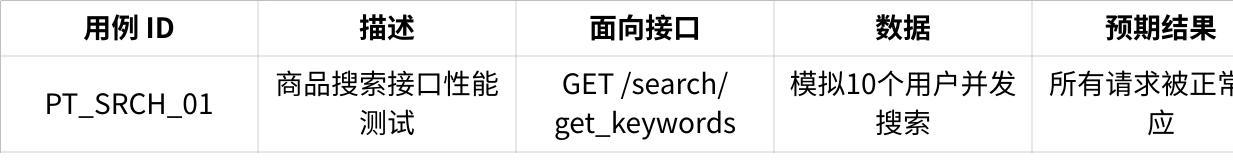 用例 ID 描述 面向接口 数据 预期结果
PT_SRCH_01 商品搜索接口性能 GET /search/ 模拟10个用户并发 所有请求被正常
测试 get_keywords 搜索 应